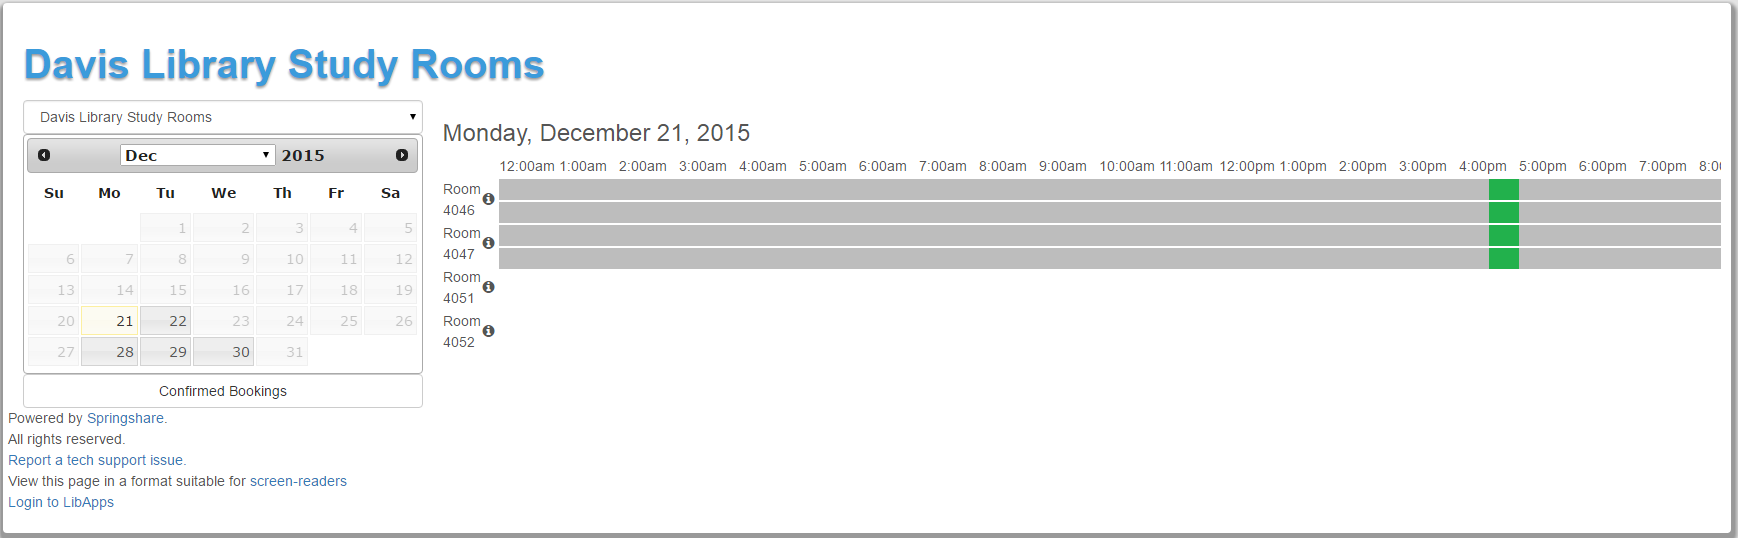 Davis Library Study Rooms
Davis Library Study Rooms
Dec 2015
Su Mo Tu We Th Fr Sa
1 2 3 4 5
6 7 8 9 10 11 12
13 14 15 16 17 18 19
20 21 22 23 24 25 26
27 28 29 30 31
Confirmed Bookings
Powered by Springshare.
All rights reserved.
Report a tech support issue.
View this page in a format suitable for screen-readers
Login to LibApps
Monday, December 21, 2015
12:00am 1:00am 2:00am 3:00am 4:00am 5:00am 6:00am 7:00am 8:00am 9:00am 10:00am 11:00am 12:00pm 1:00pm 2:00pm 3:00pm 4:00pm 5:00pm 6:00pm 7:00pm 8:00
Room
4046
Room
4047
Room
4051
Room
4052